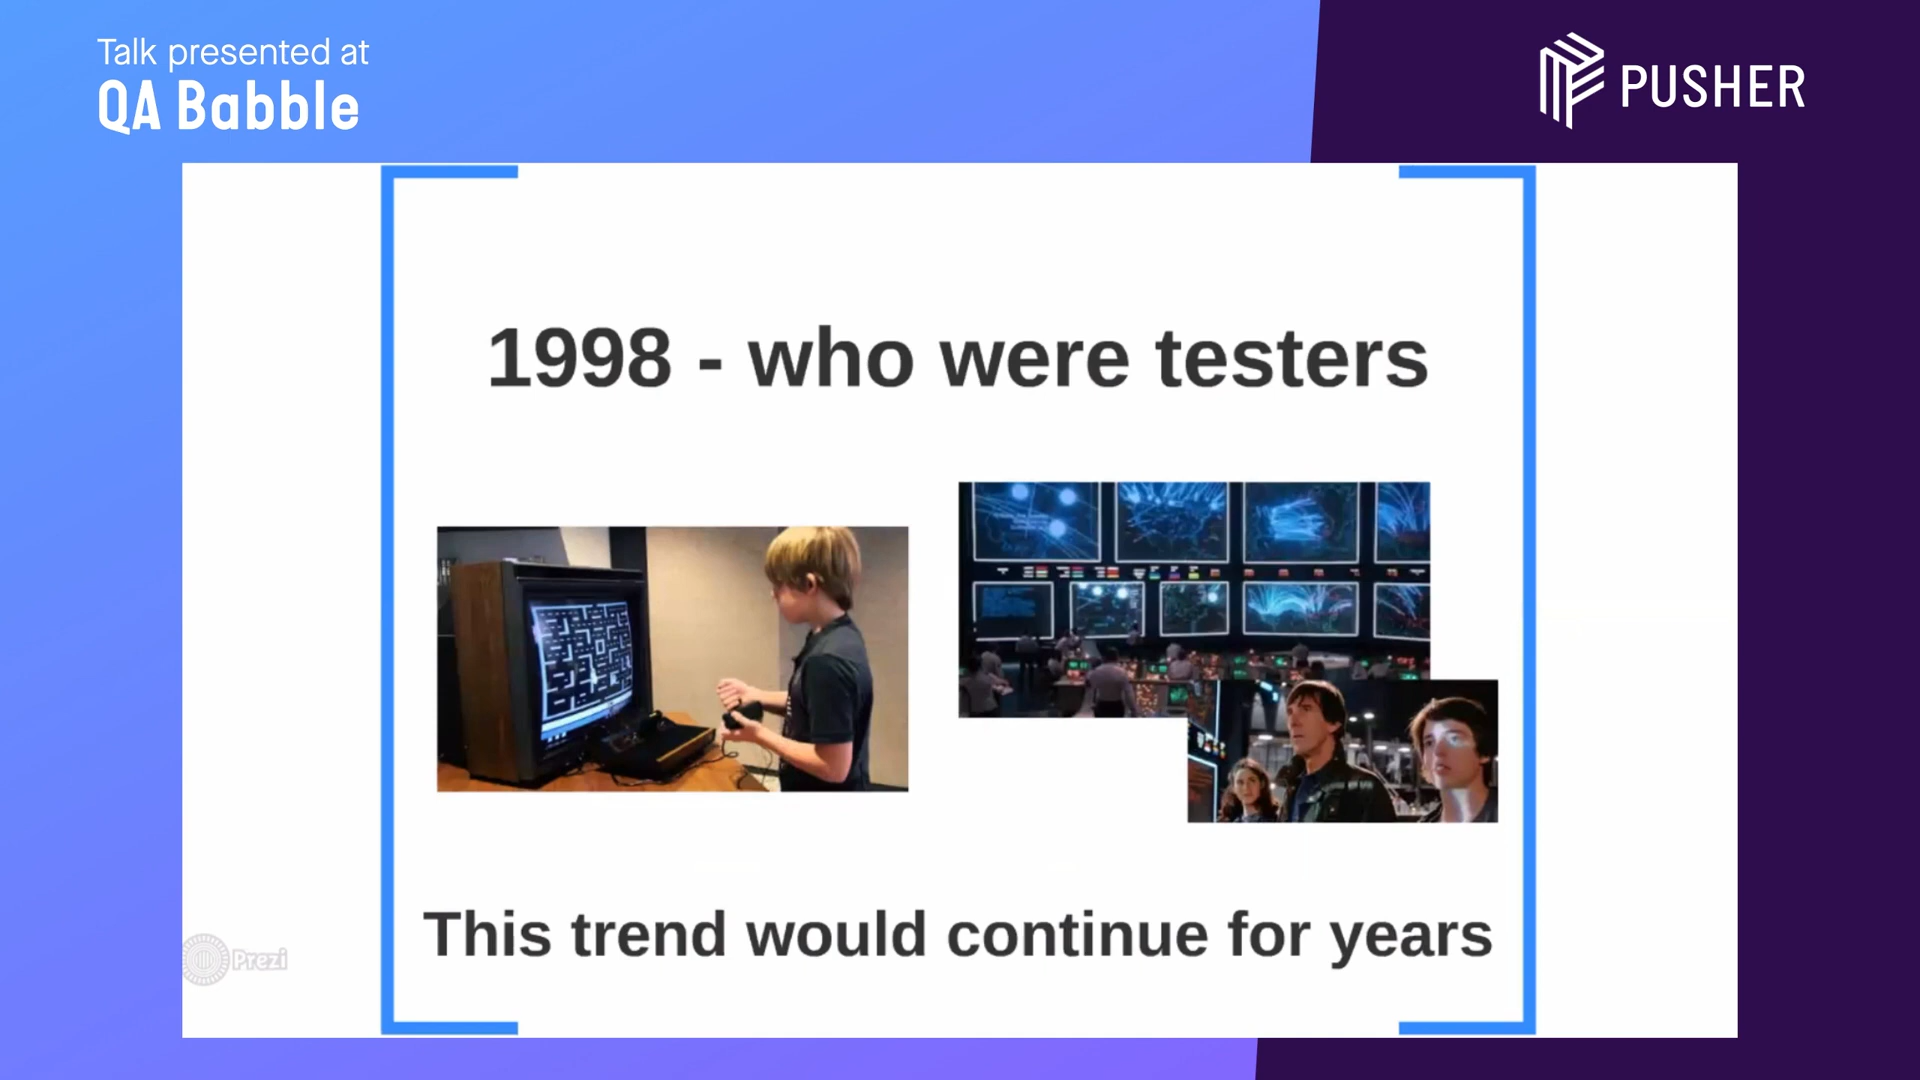 Talk presented at
QA Babble
PUSHER
1998 - who were testers
This trend would continue for years
Prezi